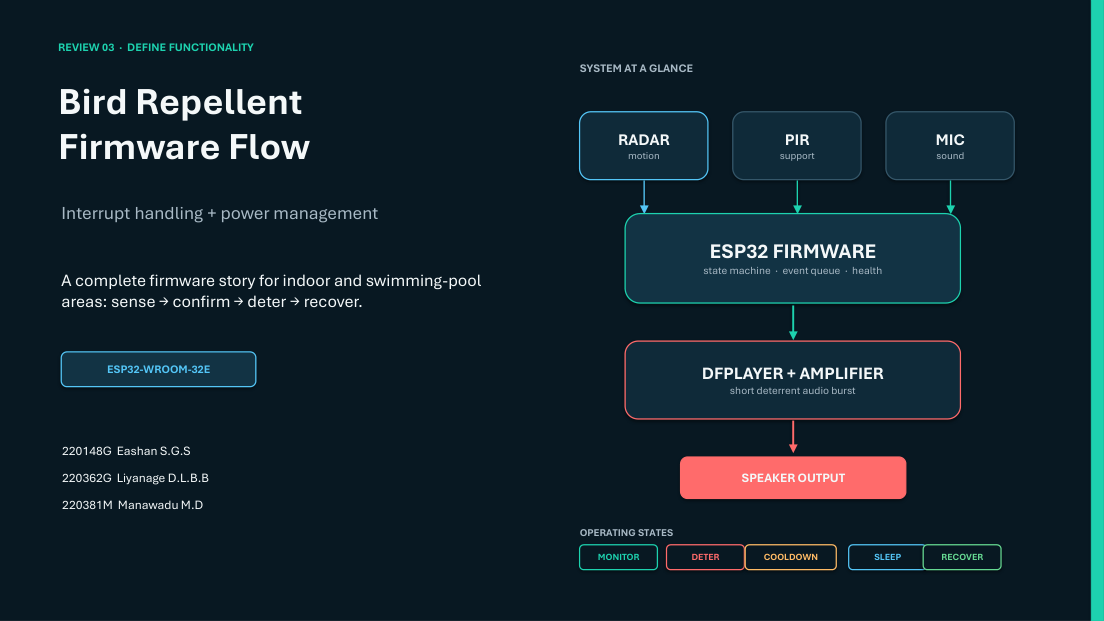 REVIEW 03 · DEFINE FUNCTIONALITY
Bird Repellent
Firmware Flow
Interrupt handling + power management
A complete firmware story for indoor and swimming-pool
areas: sense → confirm → deter → recover.
ESP32-WROOM-32E
220148G Eashan S.G.S
220362G Liyanage D.L.B.B
220381M Manawadu M.D
SYSTEM AT A GLANCE
RADAR
motion
PIR
support
MIC
sound
ESP32 FIRMWARE
state machine · event queue · health
DFPLAYER + AMPLIFIER
short deterrent audio burst
SPEAKER OUTPUT
OPERATING STATES
MONITOR
DETER
COOLDOWN
SLEEP
RECOVER